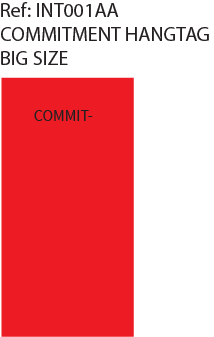 Ref: INT001AA
COMMITMENT HANGTAG
BIG SIZE
COMMIT-